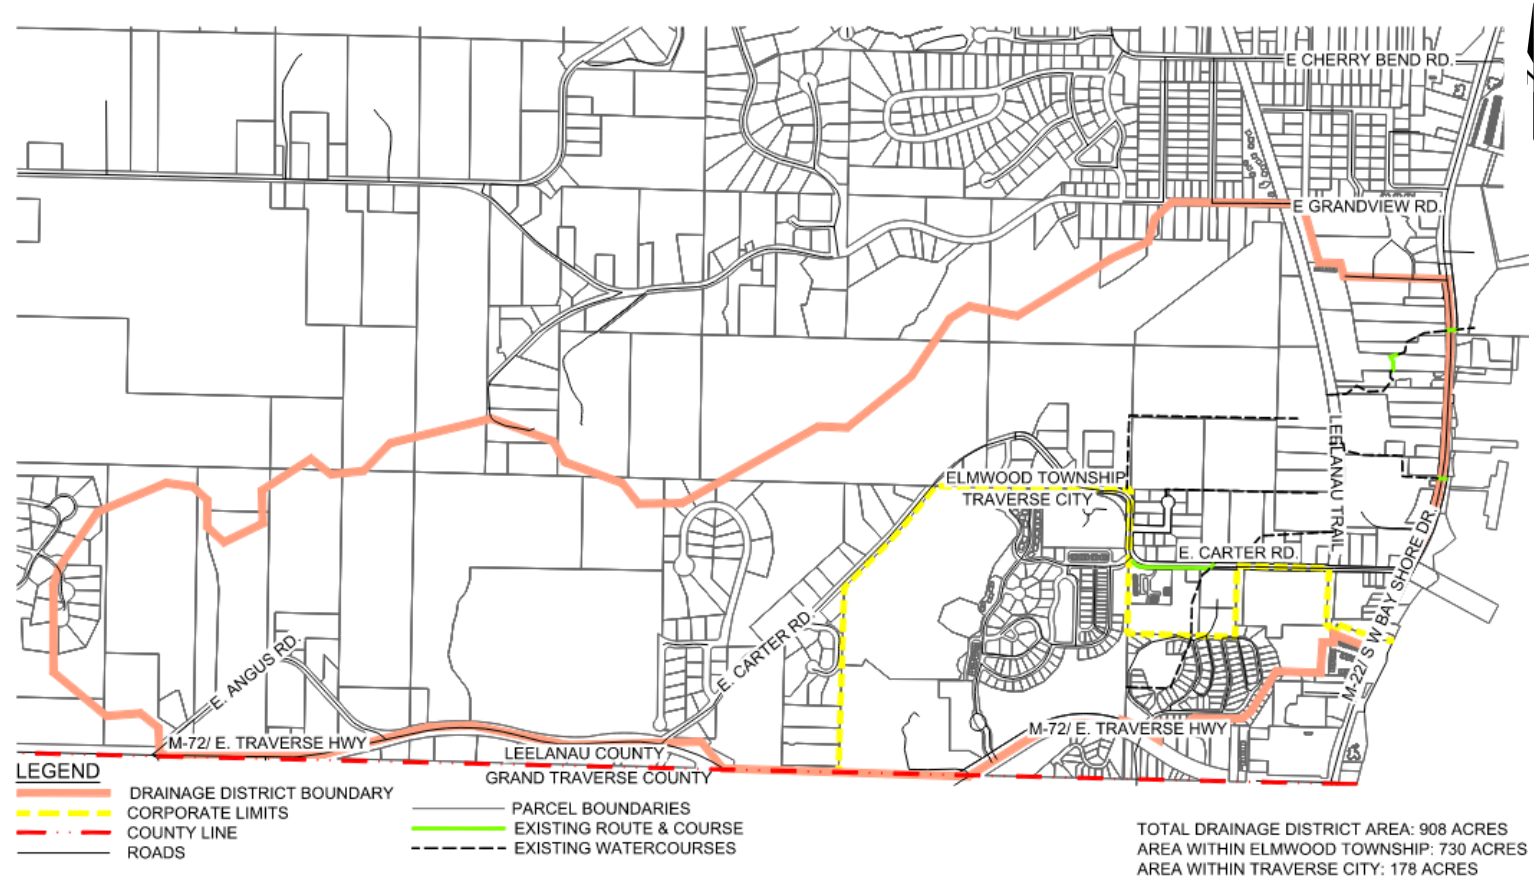 E CHERRY BEND RD.
E GRANDVIEW RD.
LEELANAU TRAIL
ELMWOOD TOWNSHIP
TRAVERSE CITY
E. CARTER RD.
M-22/ S W BAY SHORE DR.
E. CARTER RD.
E. ANGUS RD.
M-72/ E. TRAVERSE HWY
M-72/ E. TRAVERSE HWY
LEELANAU COUNTY
GRAND TRAVERSE COUNTY
LEGEND
DRAINAGE DISTRICT BOUNDARY
CORPORATE LIMITS
COUNTY LINE
ROADS
PARCEL BOUNDARIES
EXISTING ROUTE & COURSE
EXISTING WATERCOURSES
TOTAL DRAINAGE DISTRICT AREA: 908 ACRES
AREA WITHIN ELMWOOD TOWNSHIP: 730 ACRES
AREA WITHIN TRAVERSE CITY: 178 ACRES